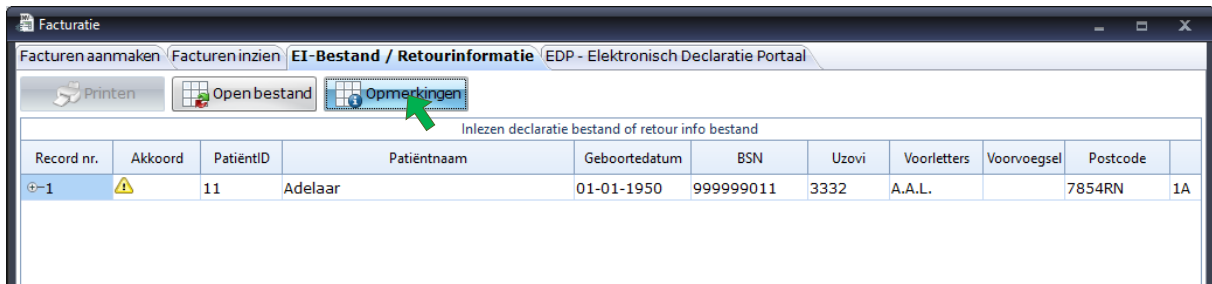 Facturatie
Facturen aanmaken Facturen inzien EI-Bestand / Retourinformatie EDP - Elektronisch Declaratie Portaal
Printen Open bestand Opmerkingen
Inlezen declaratie bestand of retour info bestand
Record nr. Akkoord PatiëntID Patiëntnaam Geboortedatum BSN Uzovi Voorletters Voorvoegsel Postcode
1 11 Adelaar 01-01-1950 999999011 3332 A.A.L. 7854RN 1A